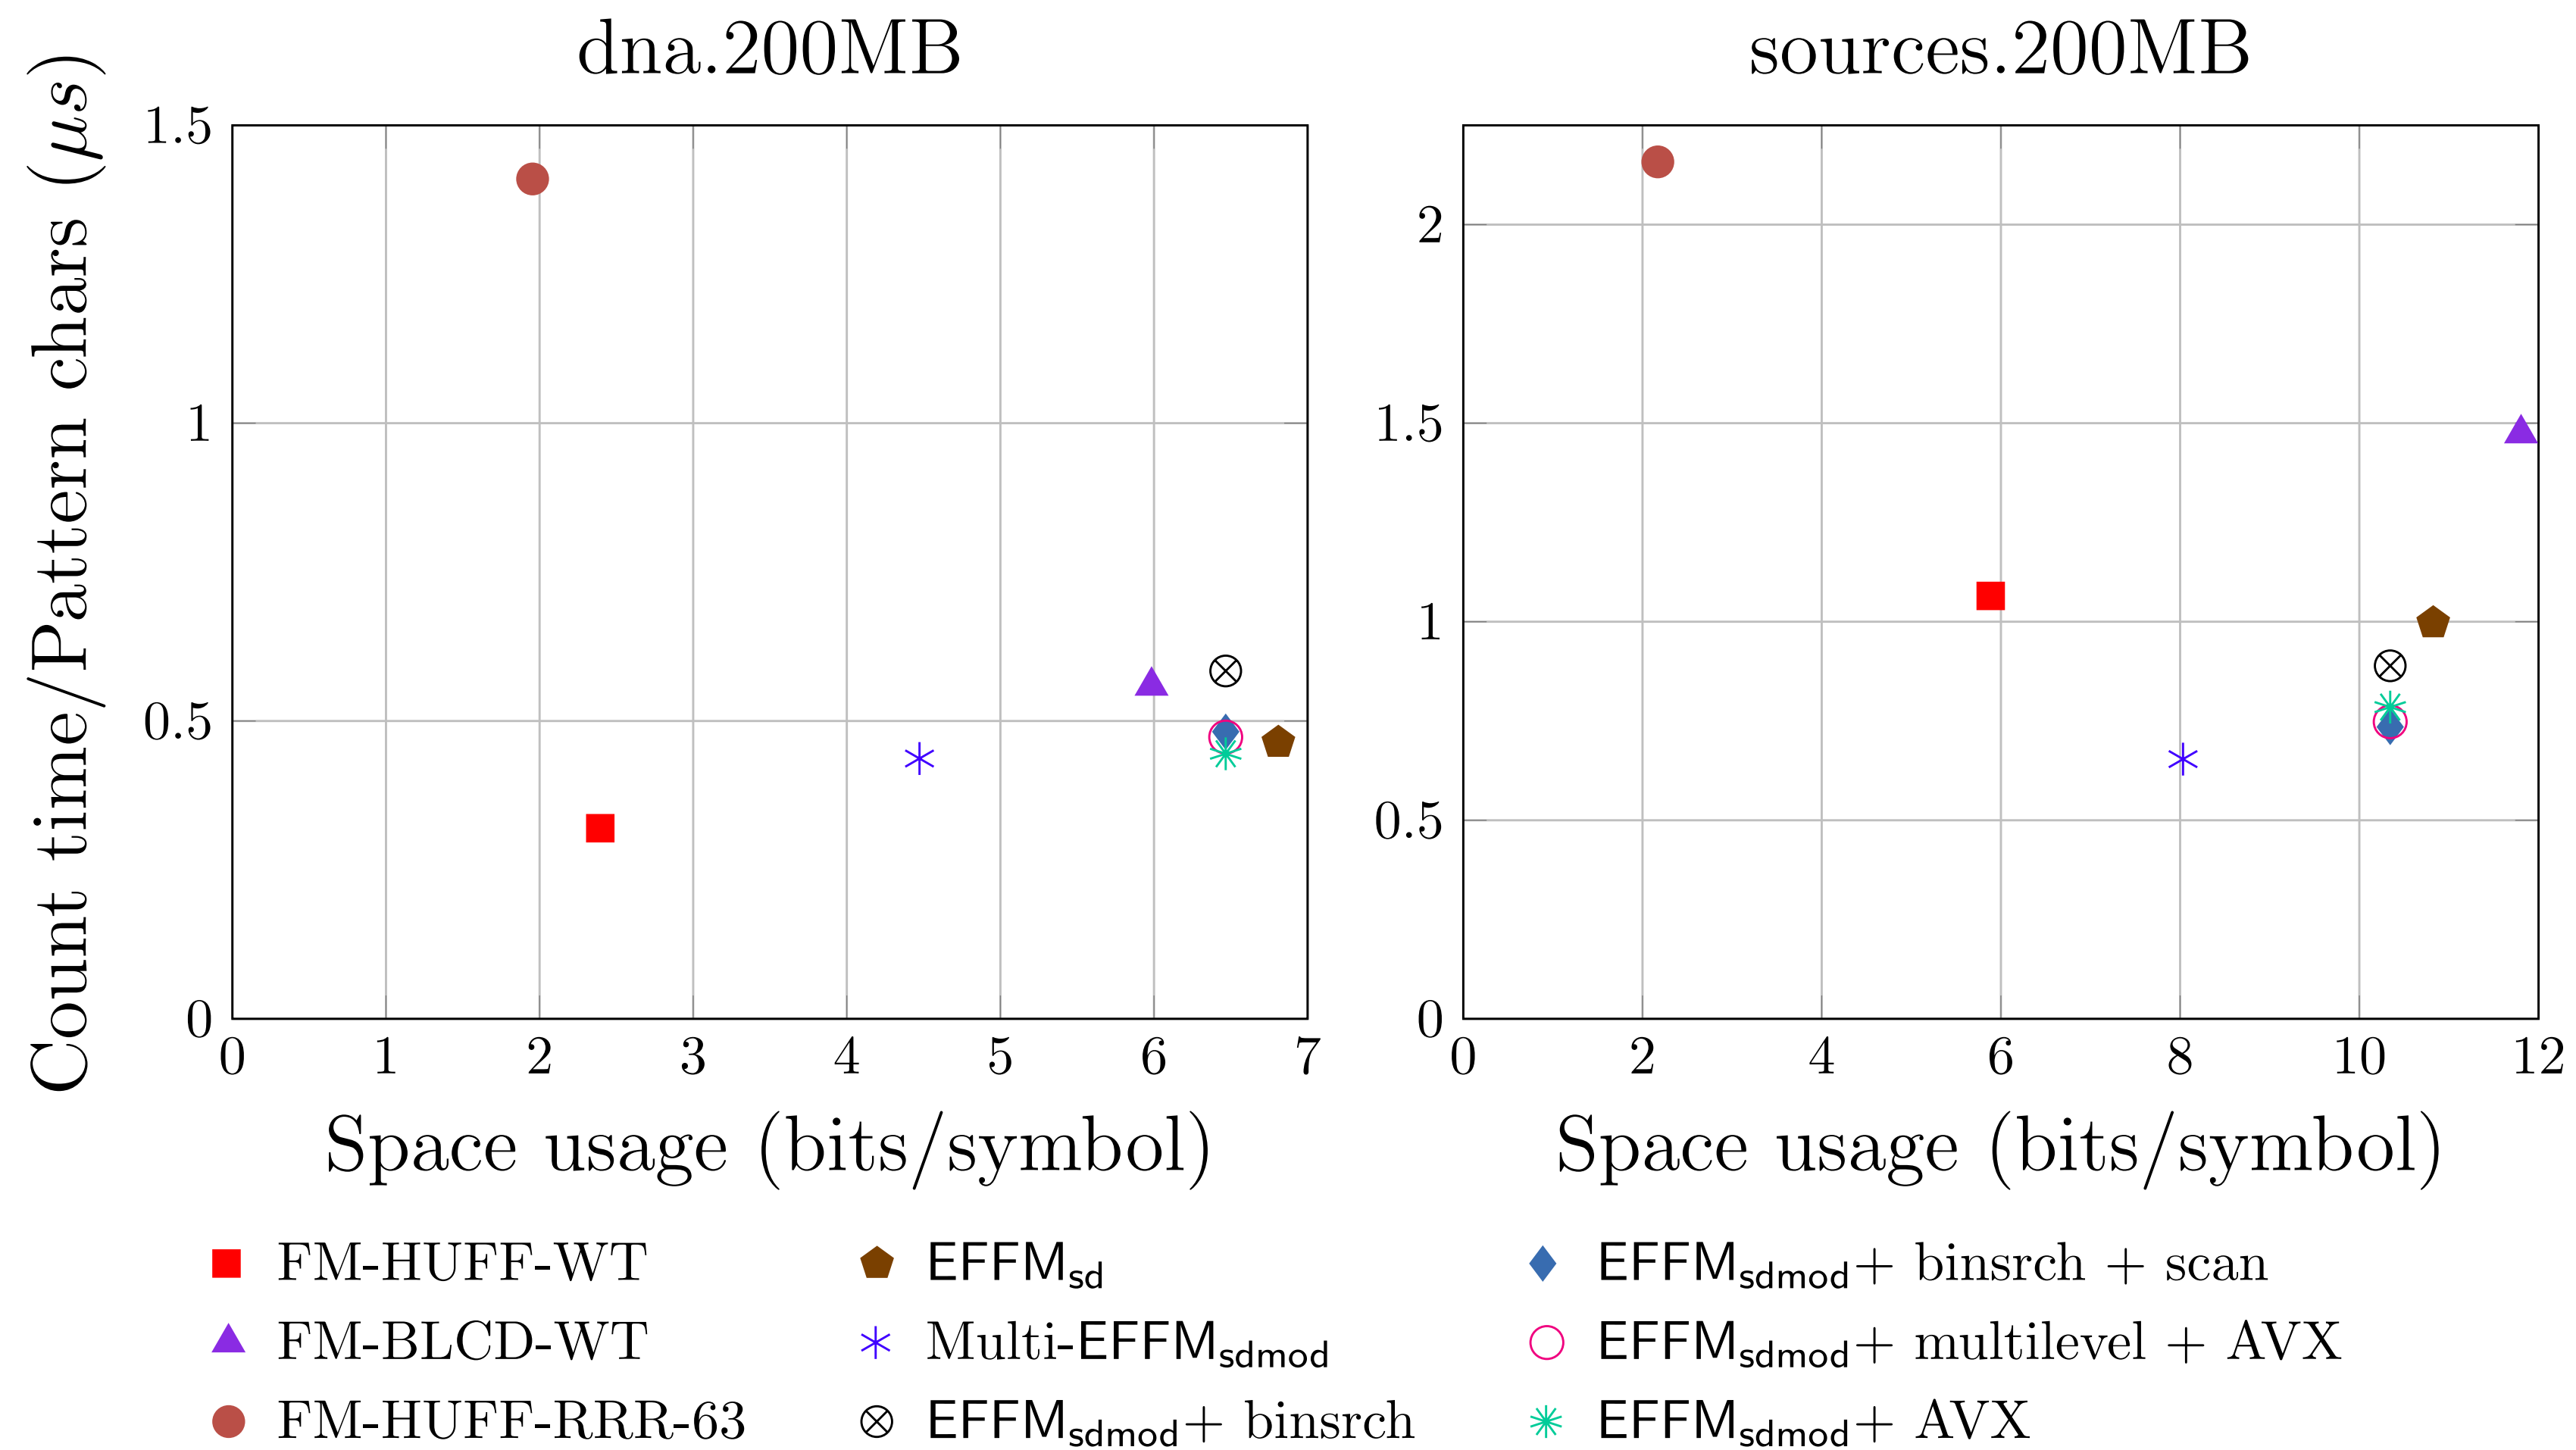 dna.200MB
sources.200MB
Count time/Pattern chars (μs)
1.5
1
0.5
0
0 1 2 3 4 5 6 7
2
1.5
1
0.5
0
0 2 4 6 8 10 12
Space usage (bits/symbol)
Space usage (bits/symbol)
FM-HUFF-WT
EFFMsd
EFFMsdmod+ binsrch + scan
FM-BLCD-WT
Multi-EFFMsdmod
EFFMsdmod+ multilevel + AVX
FM-HUFF-RRR-63
EFFMsdmod+ binsrch
EFFMsdmod+ AVX